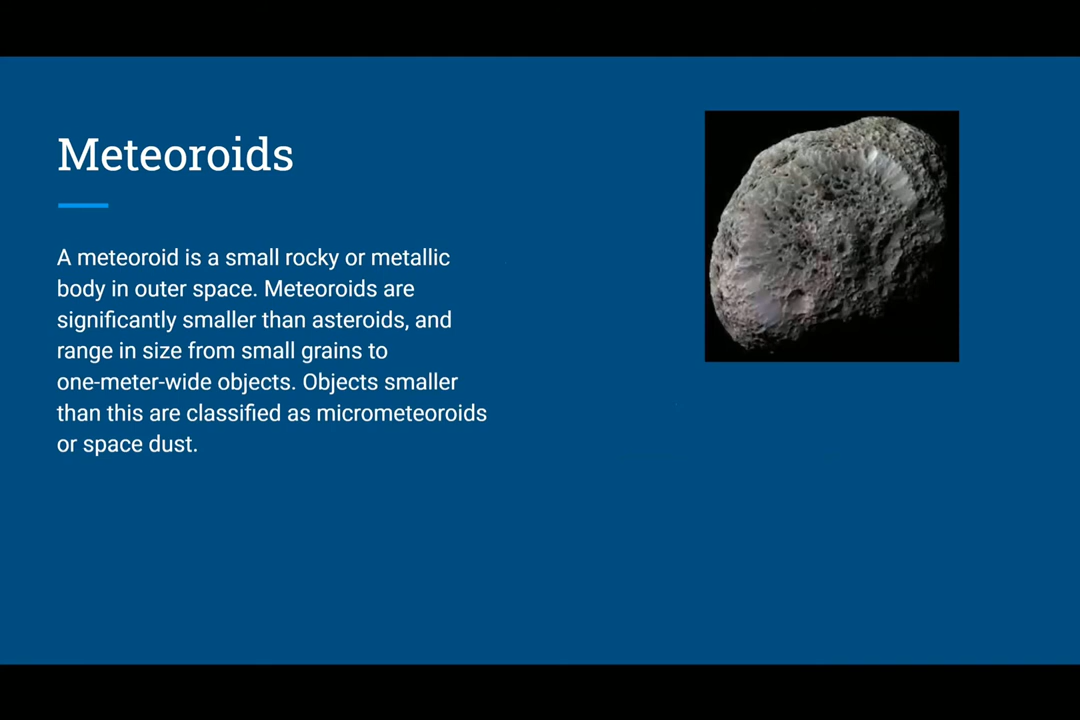 Meteoroids
A meteoroid is a small rocky or metallic
body in outer space. Meteoroids are
significantly smaller than asteroids, and
range in size from small grains to
one-meter-wide objects. Objects smaller
than this are classified as micrometeoroids
or space dust.